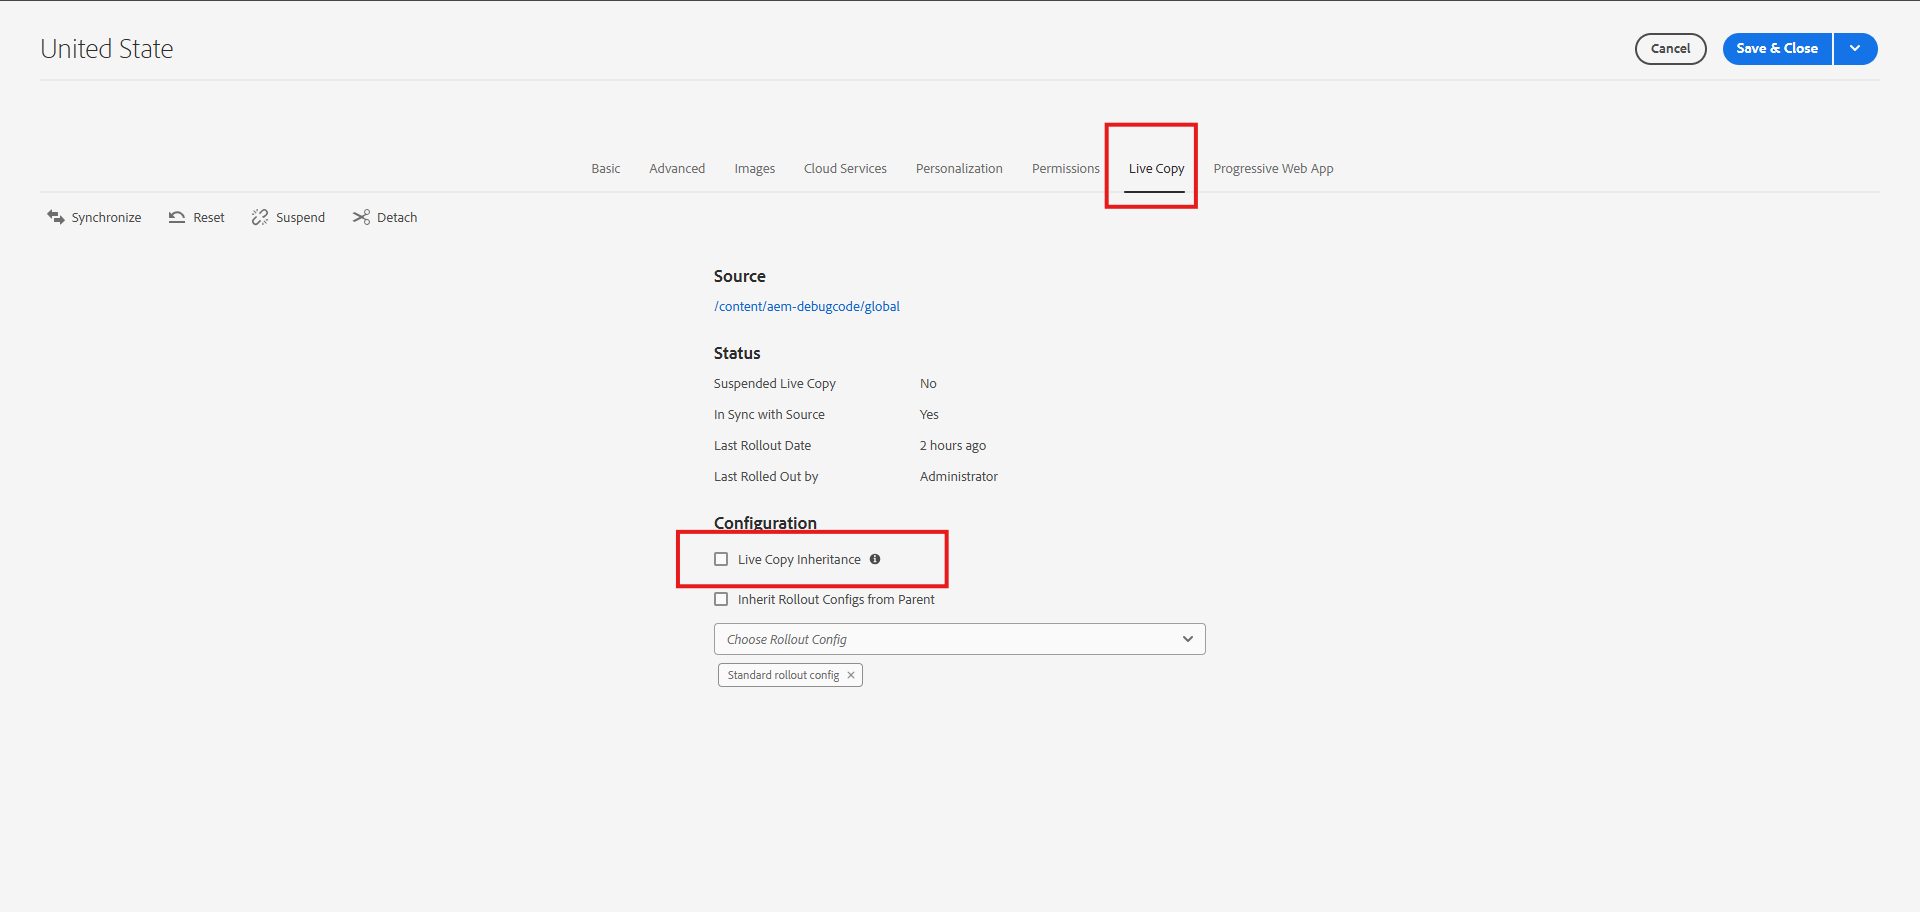 United State
Cancel
Save & Close
Basic
Advanced
Images
Cloud Services
Personalization
Permissions
Live Copy
Progressive Web App
Synchronize
Reset
Suspend
Detach
Source
/content/aem-debugcode/global
Status
Suspended Live Copy No
In Sync with Source Yes
Last Rollout Date 2 hours ago
Last Rolled Out by Administrator
Configuration
Live Copy Inheritance
Inherit Rollout Configs from Parent
Choose Rollout Config
Standard rollout config